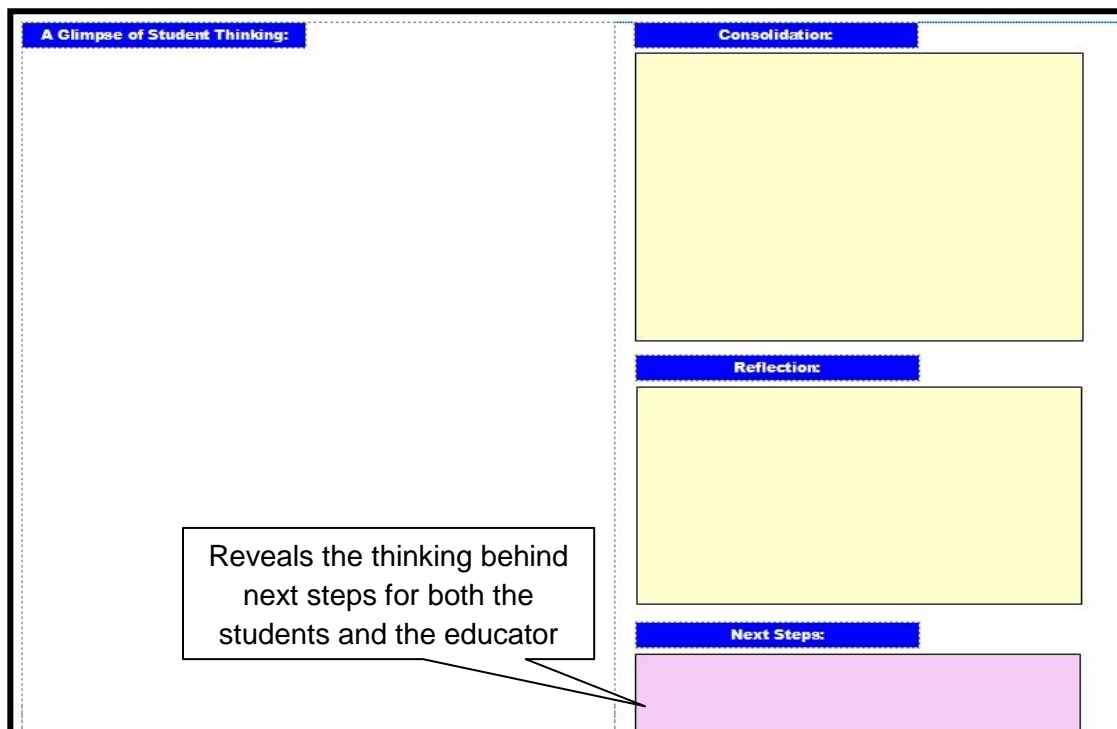 A Glimpse of Student Thinking:
Consolidation:
Reflection:
Reveals the thinking behind
next steps for both the
students and the educator
Next Steps: